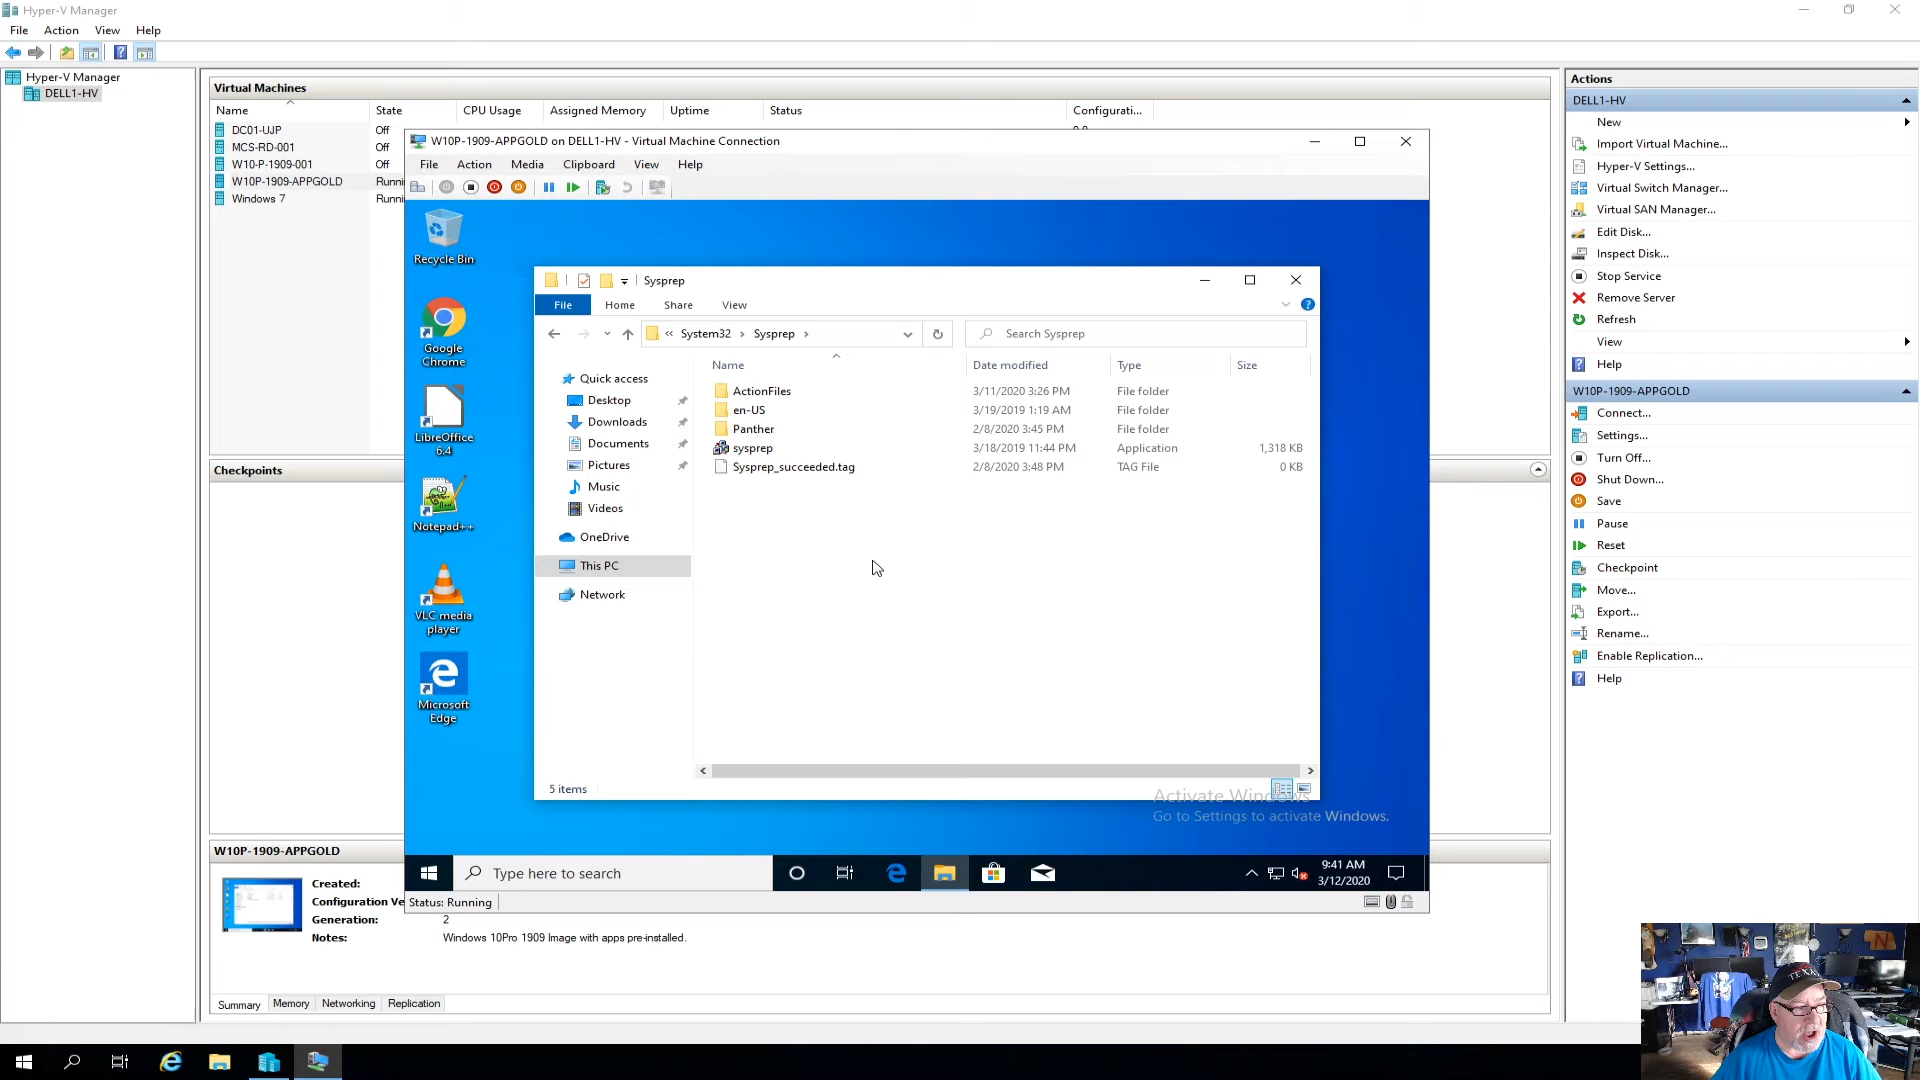 Hyper-V Manager
File Action View Help
Hyper-V Manager
DELL1-HV
Virtual Machines
Name State CPU Usage Assigned Memory Uptime Status Configurati...
DC01-UJP Off
MCS-RD-001 Off
W10-P-1909-001 Off
W10P-1909-APPGOLD Runni
Windows 7 Runni
Checkpoints
W10P-1909-APPGOLD on DELL1-HV - Virtual Machine Connection
File Action Media Clipboard View Help
Recycle Bin
Google
Chrome
LibreOffice
6.4
Notepad++
VLC media
player
Microsoft
Edge
Sysprep
File Home Share View
« System32 Sysprep
Search Sysprep
Quick access
Desktop
Downloads
Documents
Pictures
Music
Videos
OneDrive
This PC
Network
Name Date modified Type Size
ActionFiles 3/11/2020 3:26 PM File folder
en-US 3/19/2019 1:19 AM File folder
Panther 2/8/2020 3:45 PM File folder
sysprep 3/18/2019 11:44 PM Application 1,318 KB
Sysprep_succeeded.tag 2/8/2020 3:48 PM TAG File 0 KB
5 items
Activate Windows
Go to Settings to activate Windows.
Type here to search
9:41 AM
3/12/2020
Status: Running
W10P-1909-APPGOLD
Created:
Configuration Ve
Generation: 2
Notes: Windows 10Pro 1909 Image with apps pre-installed.
Summary Memory Networking Replication
Actions
DELL1-HV
New
Import Virtual Machine...
Hyper-V Settings...
Virtual Switch Manager...
Virtual SAN Manager...
Edit Disk...
Inspect Disk...
Stop Service
Remove Server
Refresh
View
Help
W10P-1909-APPGOLD
Connect...
Settings...
Turn Off...
Shut Down...
Save
Pause
Reset
Checkpoint
Move...
Export...
Rename...
Enable Replication...
Help